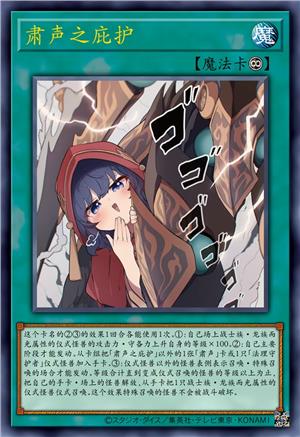 肃声之庇护
魔
【魔法卡】
ゴゴゴゴ
这个卡名的②③的效果1回合各能使用1次。①:自己场上战士族·龙族而
光属性的仪式怪兽的攻击力·守备力上升自身的等级×100。②:自己主要
阶段才能发动。从卡组把「肃声之庇护」以外的1张「肃声」卡或1只「法理守
护者」仪式怪兽加入手卡。③:仪式怪兽以外的怪兽表侧表示召唤·特殊召
唤的场合才能发动。等级合计直到变成仪式召唤的怪兽的等级以上为止,
把自己的手卡·场上的怪兽解放,从手卡把1只战士族·龙族而光属性的
仪式怪兽仪式召唤。这个效果特殊召唤的怪兽不会被战斗破坏。
©スタジオ・ダイス／集英社・テレビ東京・KONAMI